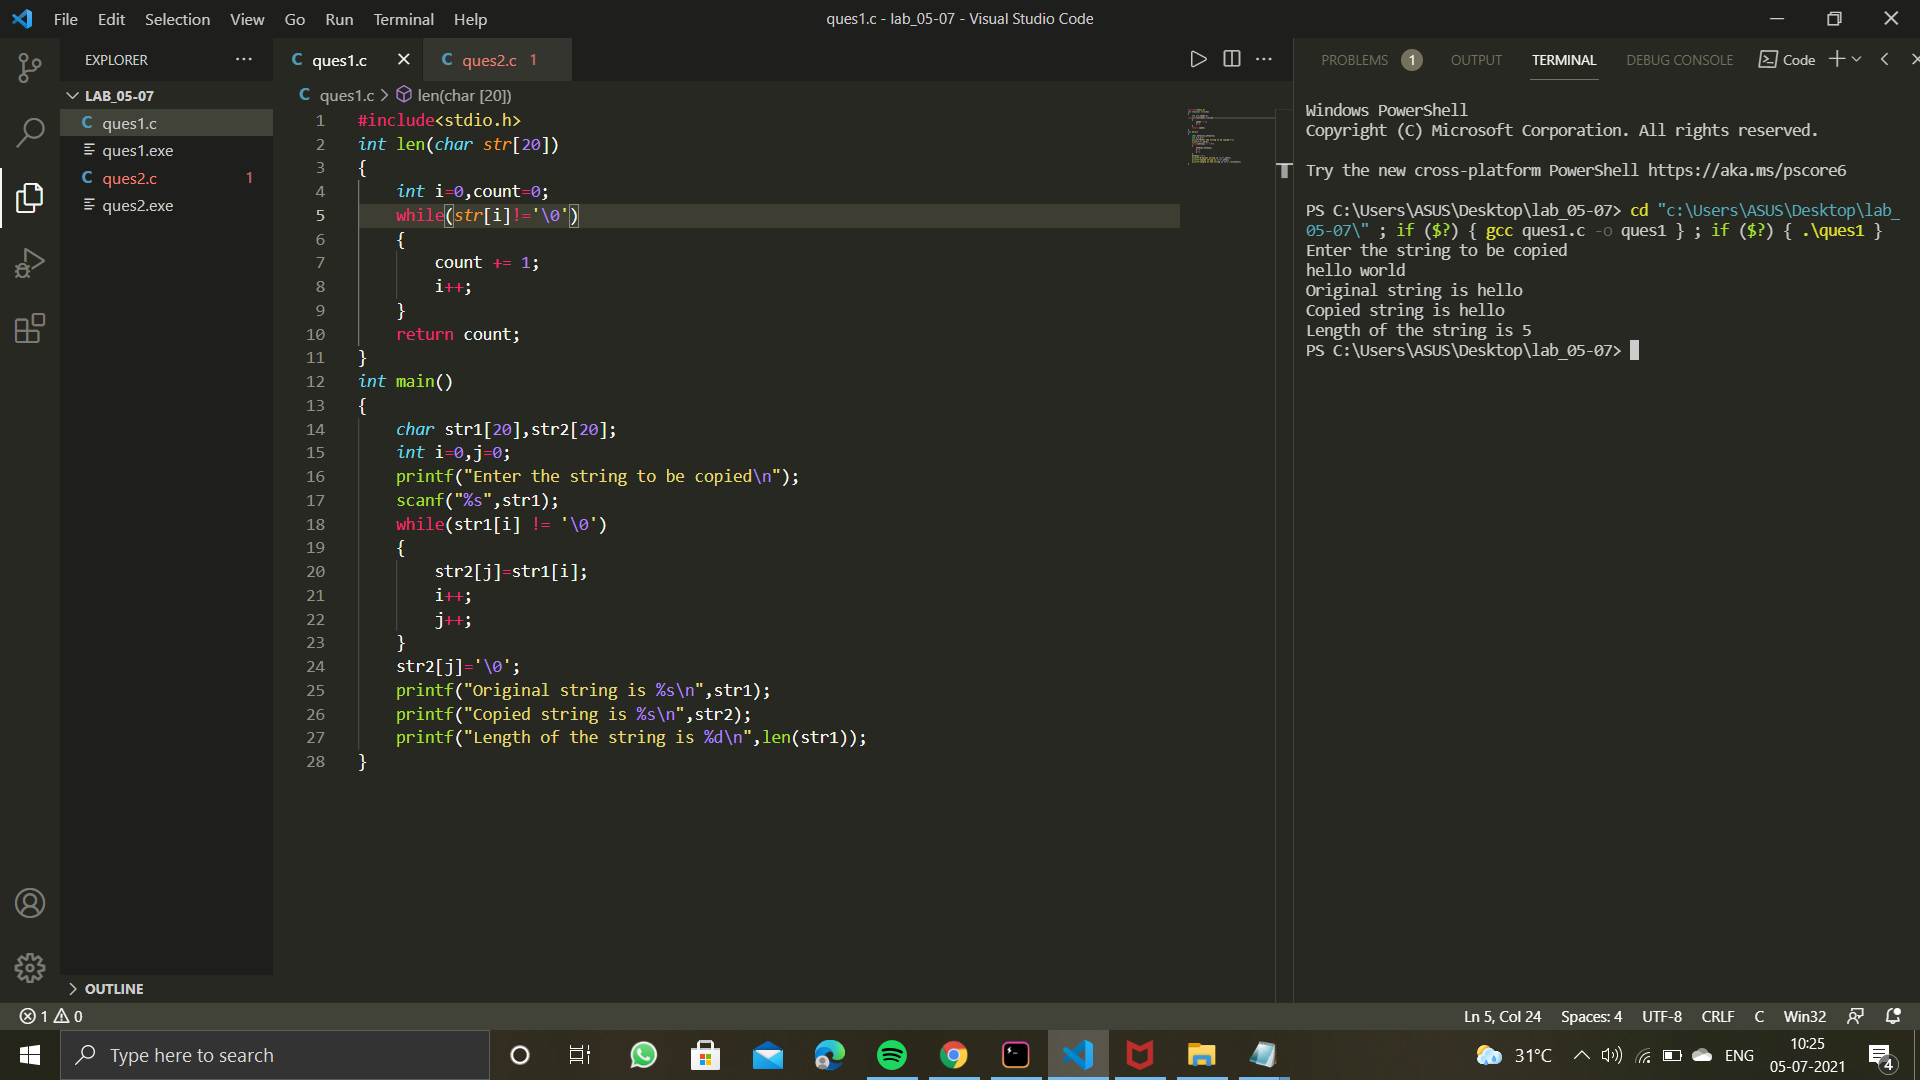 File Edit Selection View Go Run Terminal Help
ques1.c - lab_05-07 - Visual Studio Code
EXPLORER
LAB_05-07
ques1.c
ques1.exe
ques2.c 1
ques2.exe
OUTLINE
ques1.c
ques2.c 1
ques1.c > len(char [20])
1 #include<stdio.h>
2 int len(char str[20])
3 {
4 int i=0,count=0;
5 while(str[i]!='\0')
6 {
7 count += 1;
8 i++;
9 }
10 return count;
11 }
12 int main()
13 {
14 char str1[20],str2[20];
15 int i=0,j=0;
16 printf("Enter the string to be copied\n");
17 scanf("%s",str1);
18 while(str1[i] != '\0')
19 {
20 str2[j]=str1[i];
21 i++;
22 j++;
23 }
24 str2[j]='\0';
25 printf("Original string is %s\n",str1);
26 printf("Copied string is %s\n",str2);
27 printf("Length of the string is %d\n",len(str1));
28 }
PROBLEMS 1 OUTPUT TERMINAL DEBUG CONSOLE Code
Windows PowerShell
Copyright (C) Microsoft Corporation. All rights reserved.
Try the new cross-platform PowerShell https://aka.ms/pscore6
PS C:\Users\ASUS\Desktop\lab_05-07> cd "c:\Users\ASUS\Desktop\lab_
05-07\" ; if ($?) { gcc ques1.c -o ques1 } ; if ($?) { .\ques1 }
Enter the string to be copied
hello world
Original string is hello
Copied string is hello
Length of the string is 5
PS C:\Users\ASUS\Desktop\lab_05-07>
1 0
Ln 5, Col 24 Spaces: 4 UTF-8 CRLF C Win32
Type here to search
31°C ENG
10:25
05-07-2021
4